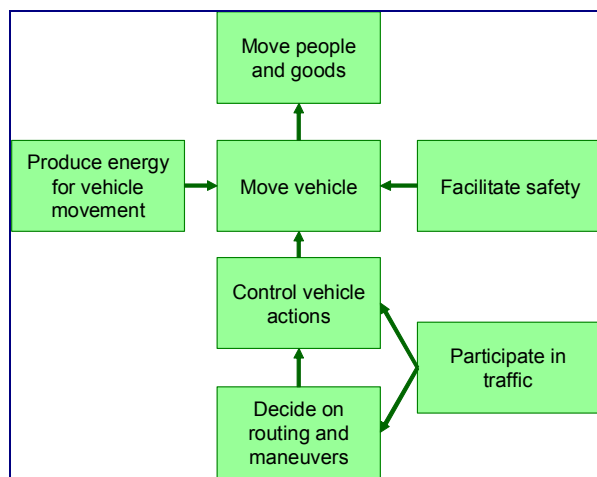 Move people
and goods
Produce energy
for vehicle
movement
Move vehicle
Facilitate safety
Control vehicle
actions
Participate in
traffic
Decide on
routing and
maneuvers